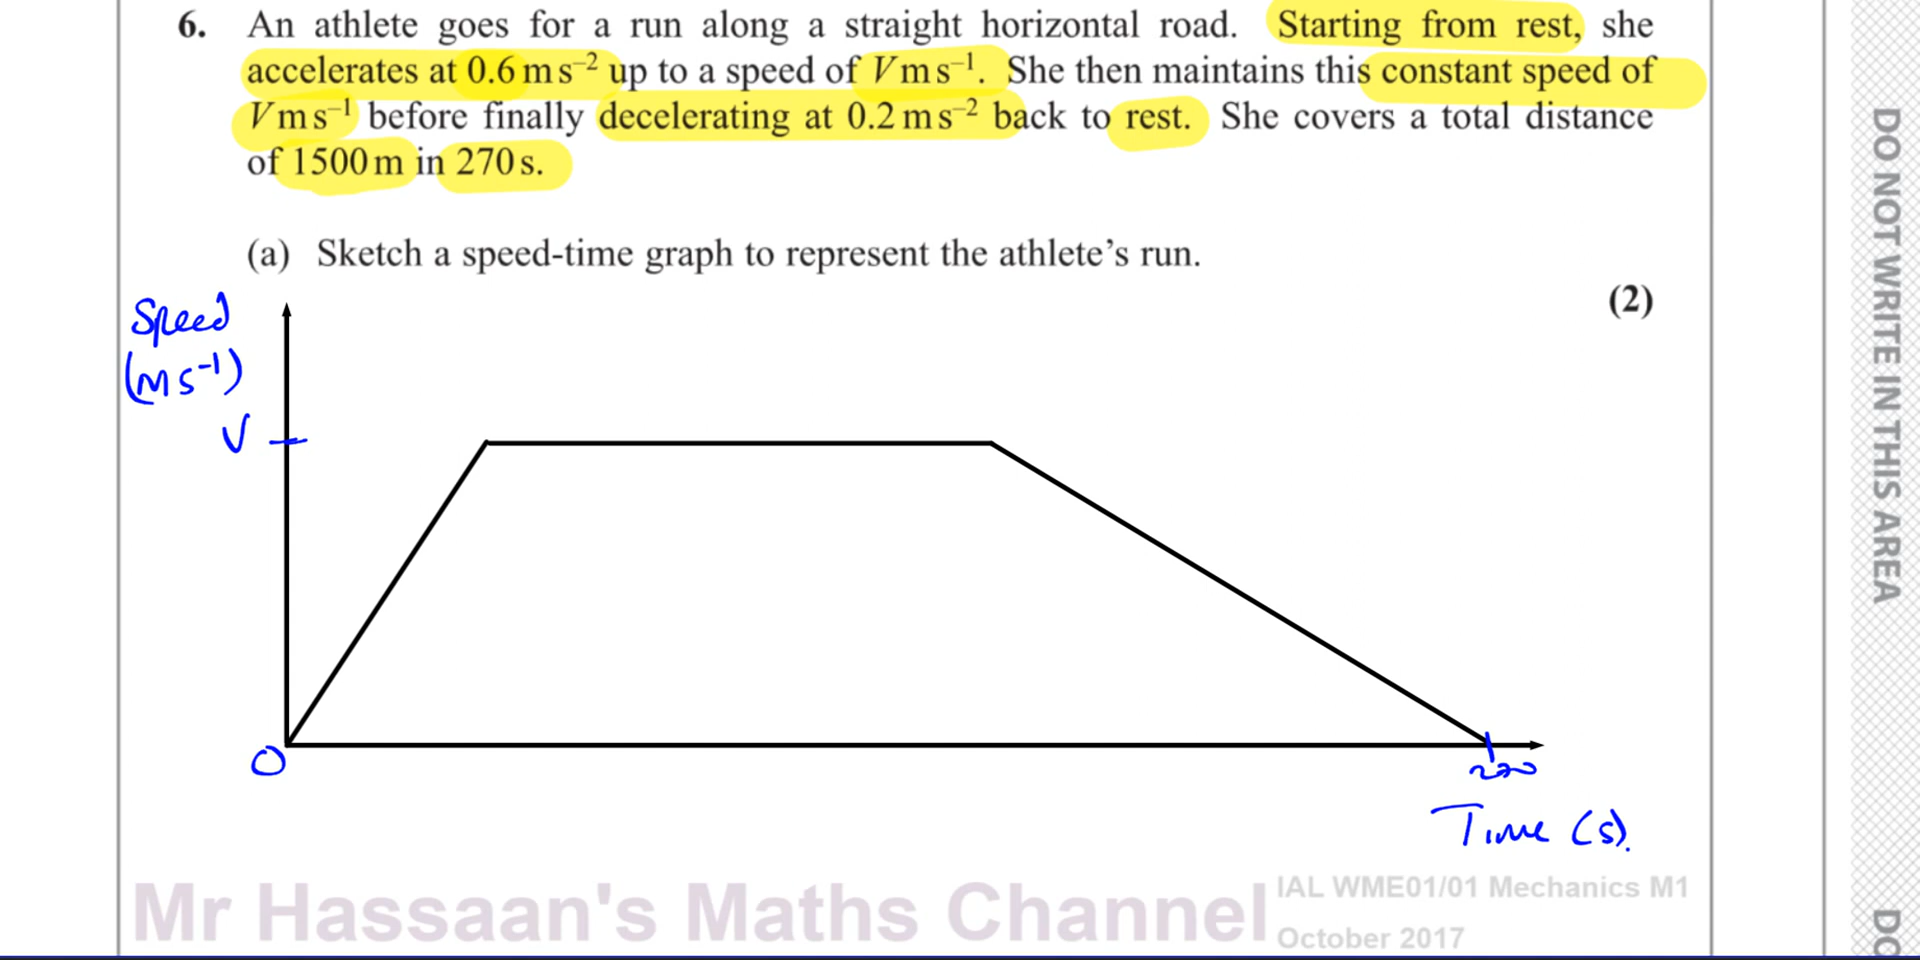 6. An athlete goes for a run along a straight horizontal road. Starting from rest, she
accelerates at 0.6 m s⁻² up to a speed of V m s⁻¹. She then maintains this constant speed of
V m s⁻¹ before finally decelerating at 0.2 m s⁻² back to rest. She covers a total distance
of 1500 m in 270 s.
(a) Sketch a speed-time graph to represent the athlete's run.
(2)
Speed
(ms⁻¹)
V
O
270
Time (s).
Mr Hassaan's Maths Channel
IAL WME01/01 Mechanics M1
October 2017
DO NOT WRITE IN THIS AREA
DO